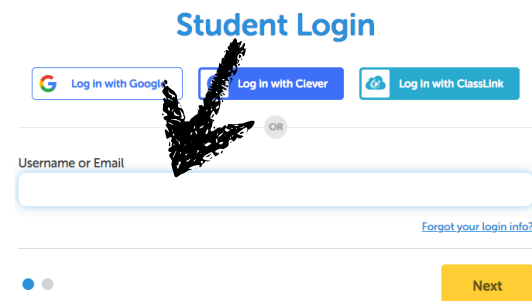 Student Login
Log in with Google Log in with Clever Log in with ClassLink
OR
Username or Email
Forgot your login info?
Next